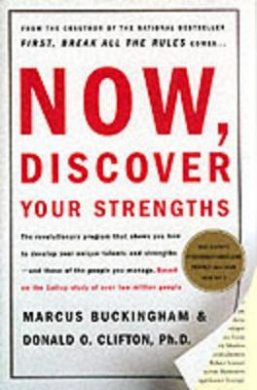 FROM THE COAUTHOR OF THE NATIONAL BESTSELLER
FIRST, BREAK ALL THE RULES COMES...
NOW,
DISCOVER
YOUR STRENGTHS
The revolutionary program that shows you how
to develop your unique talents and strengths
—and those of the people you manage. Based
on the Gallup study of over two million people
MARCUS BUCKINGHAM &
DONALD O. CLIFTON, Ph.D.